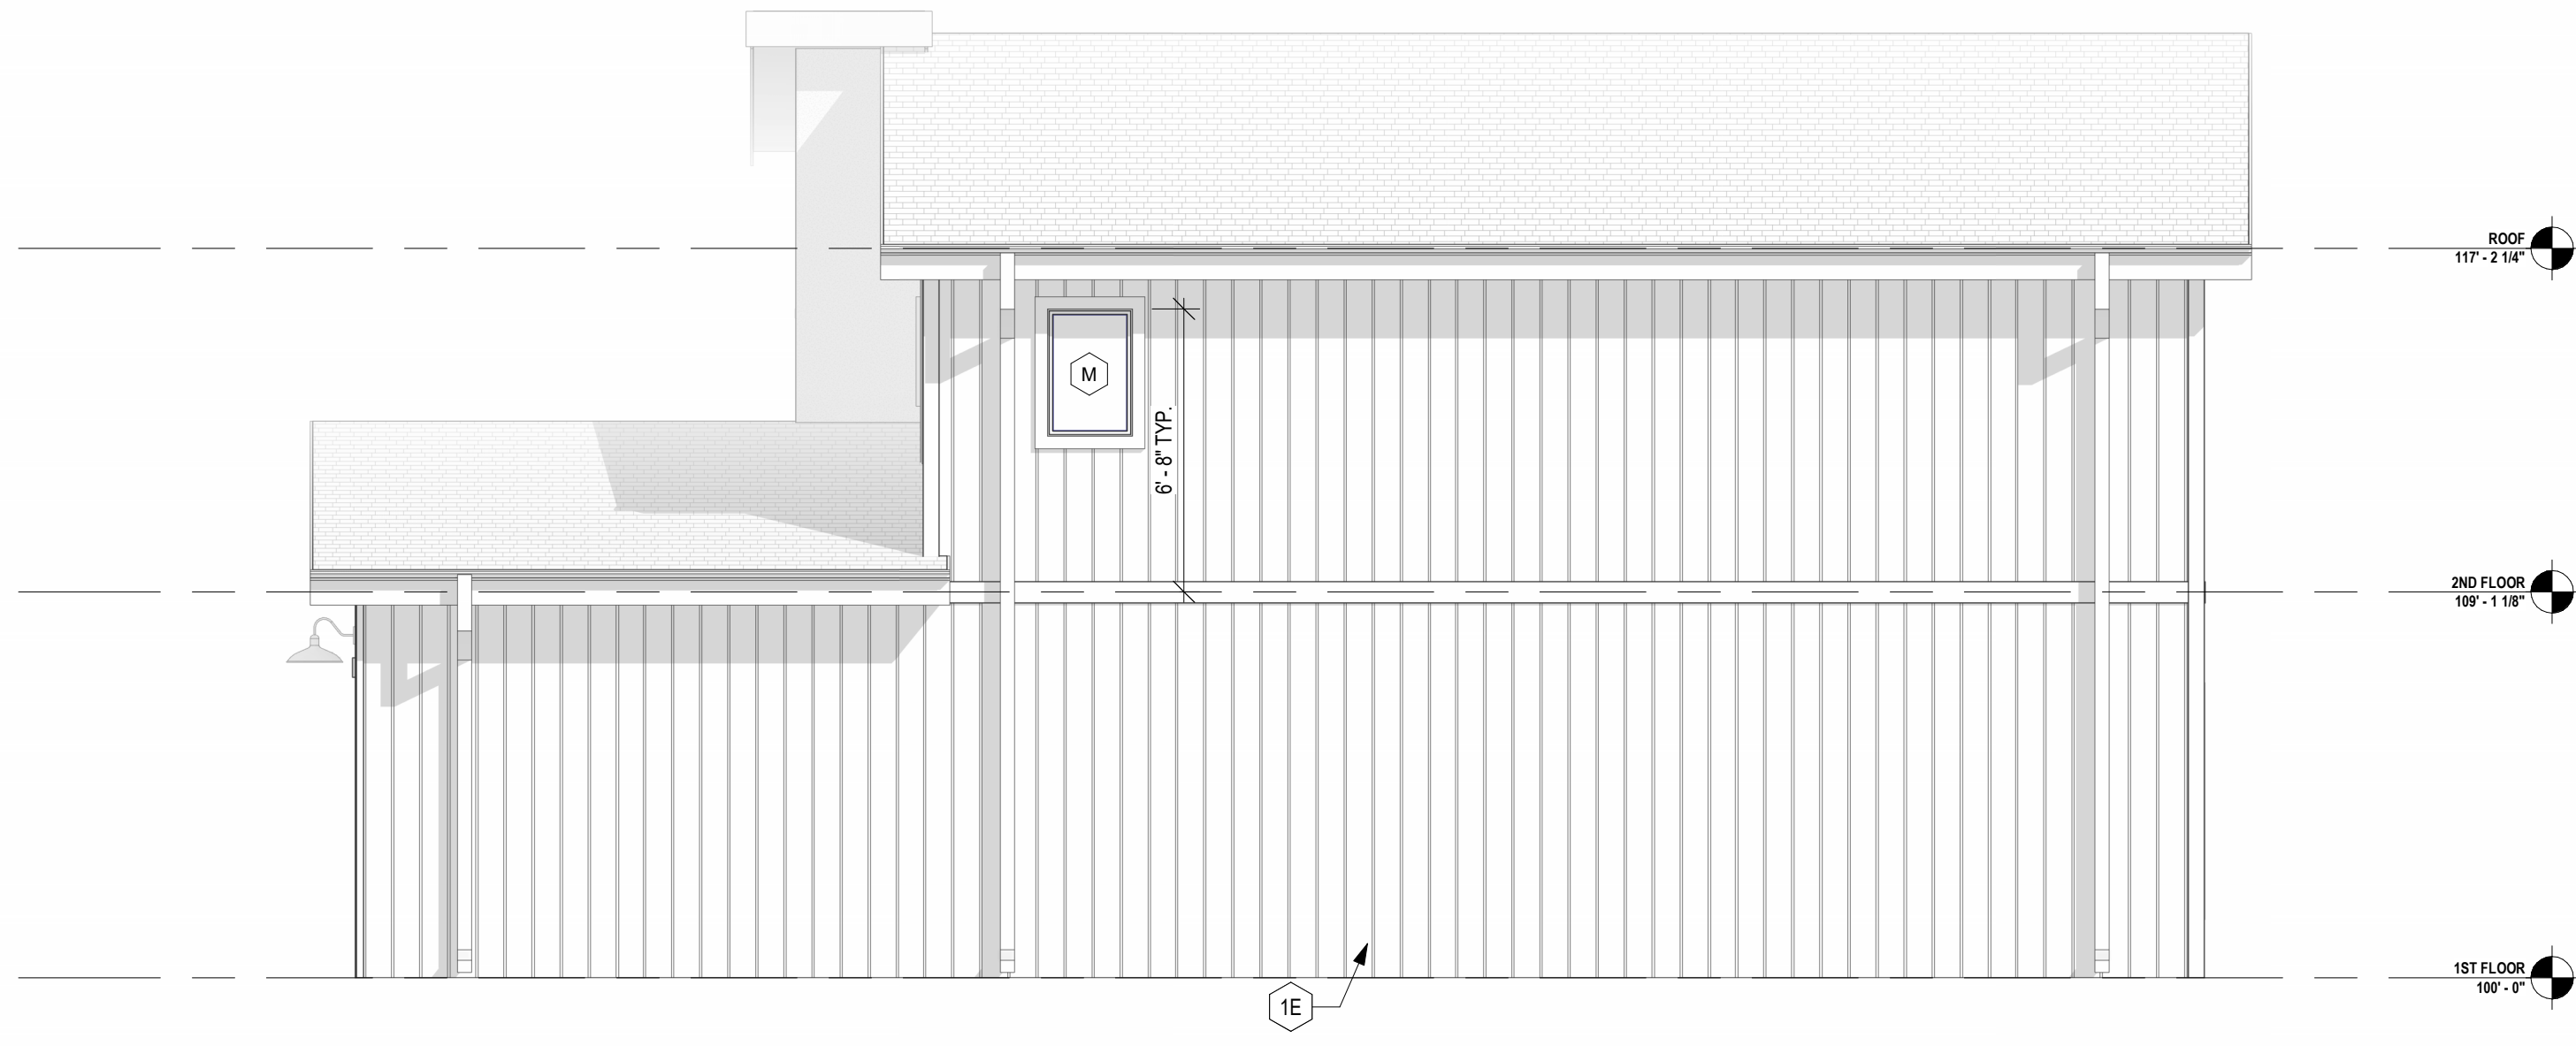 ROOF
117' - 2 1/4"
M
6' - 8" TYP.
2ND FLOOR
109' - 1 1/8"
1ST FLOOR
100' - 0"
1E